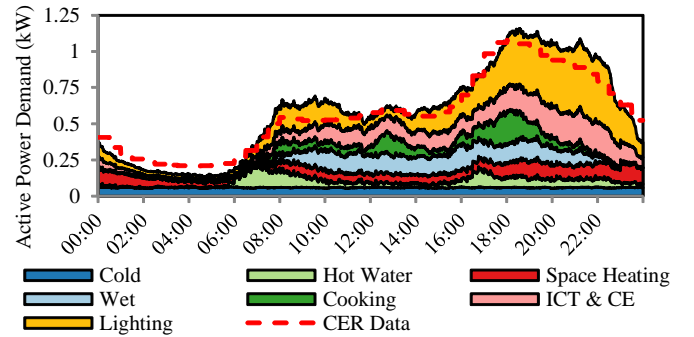 Active Power Demand (kW)
1.25
1
0.75
0.5
0.25
0
00:00 02:00 04:00 06:00 08:00 10:00 12:00 14:00 16:00 18:00 20:00 22:00
Cold Hot Water Space Heating
Wet Cooking ICT & CE
Lighting CER Data